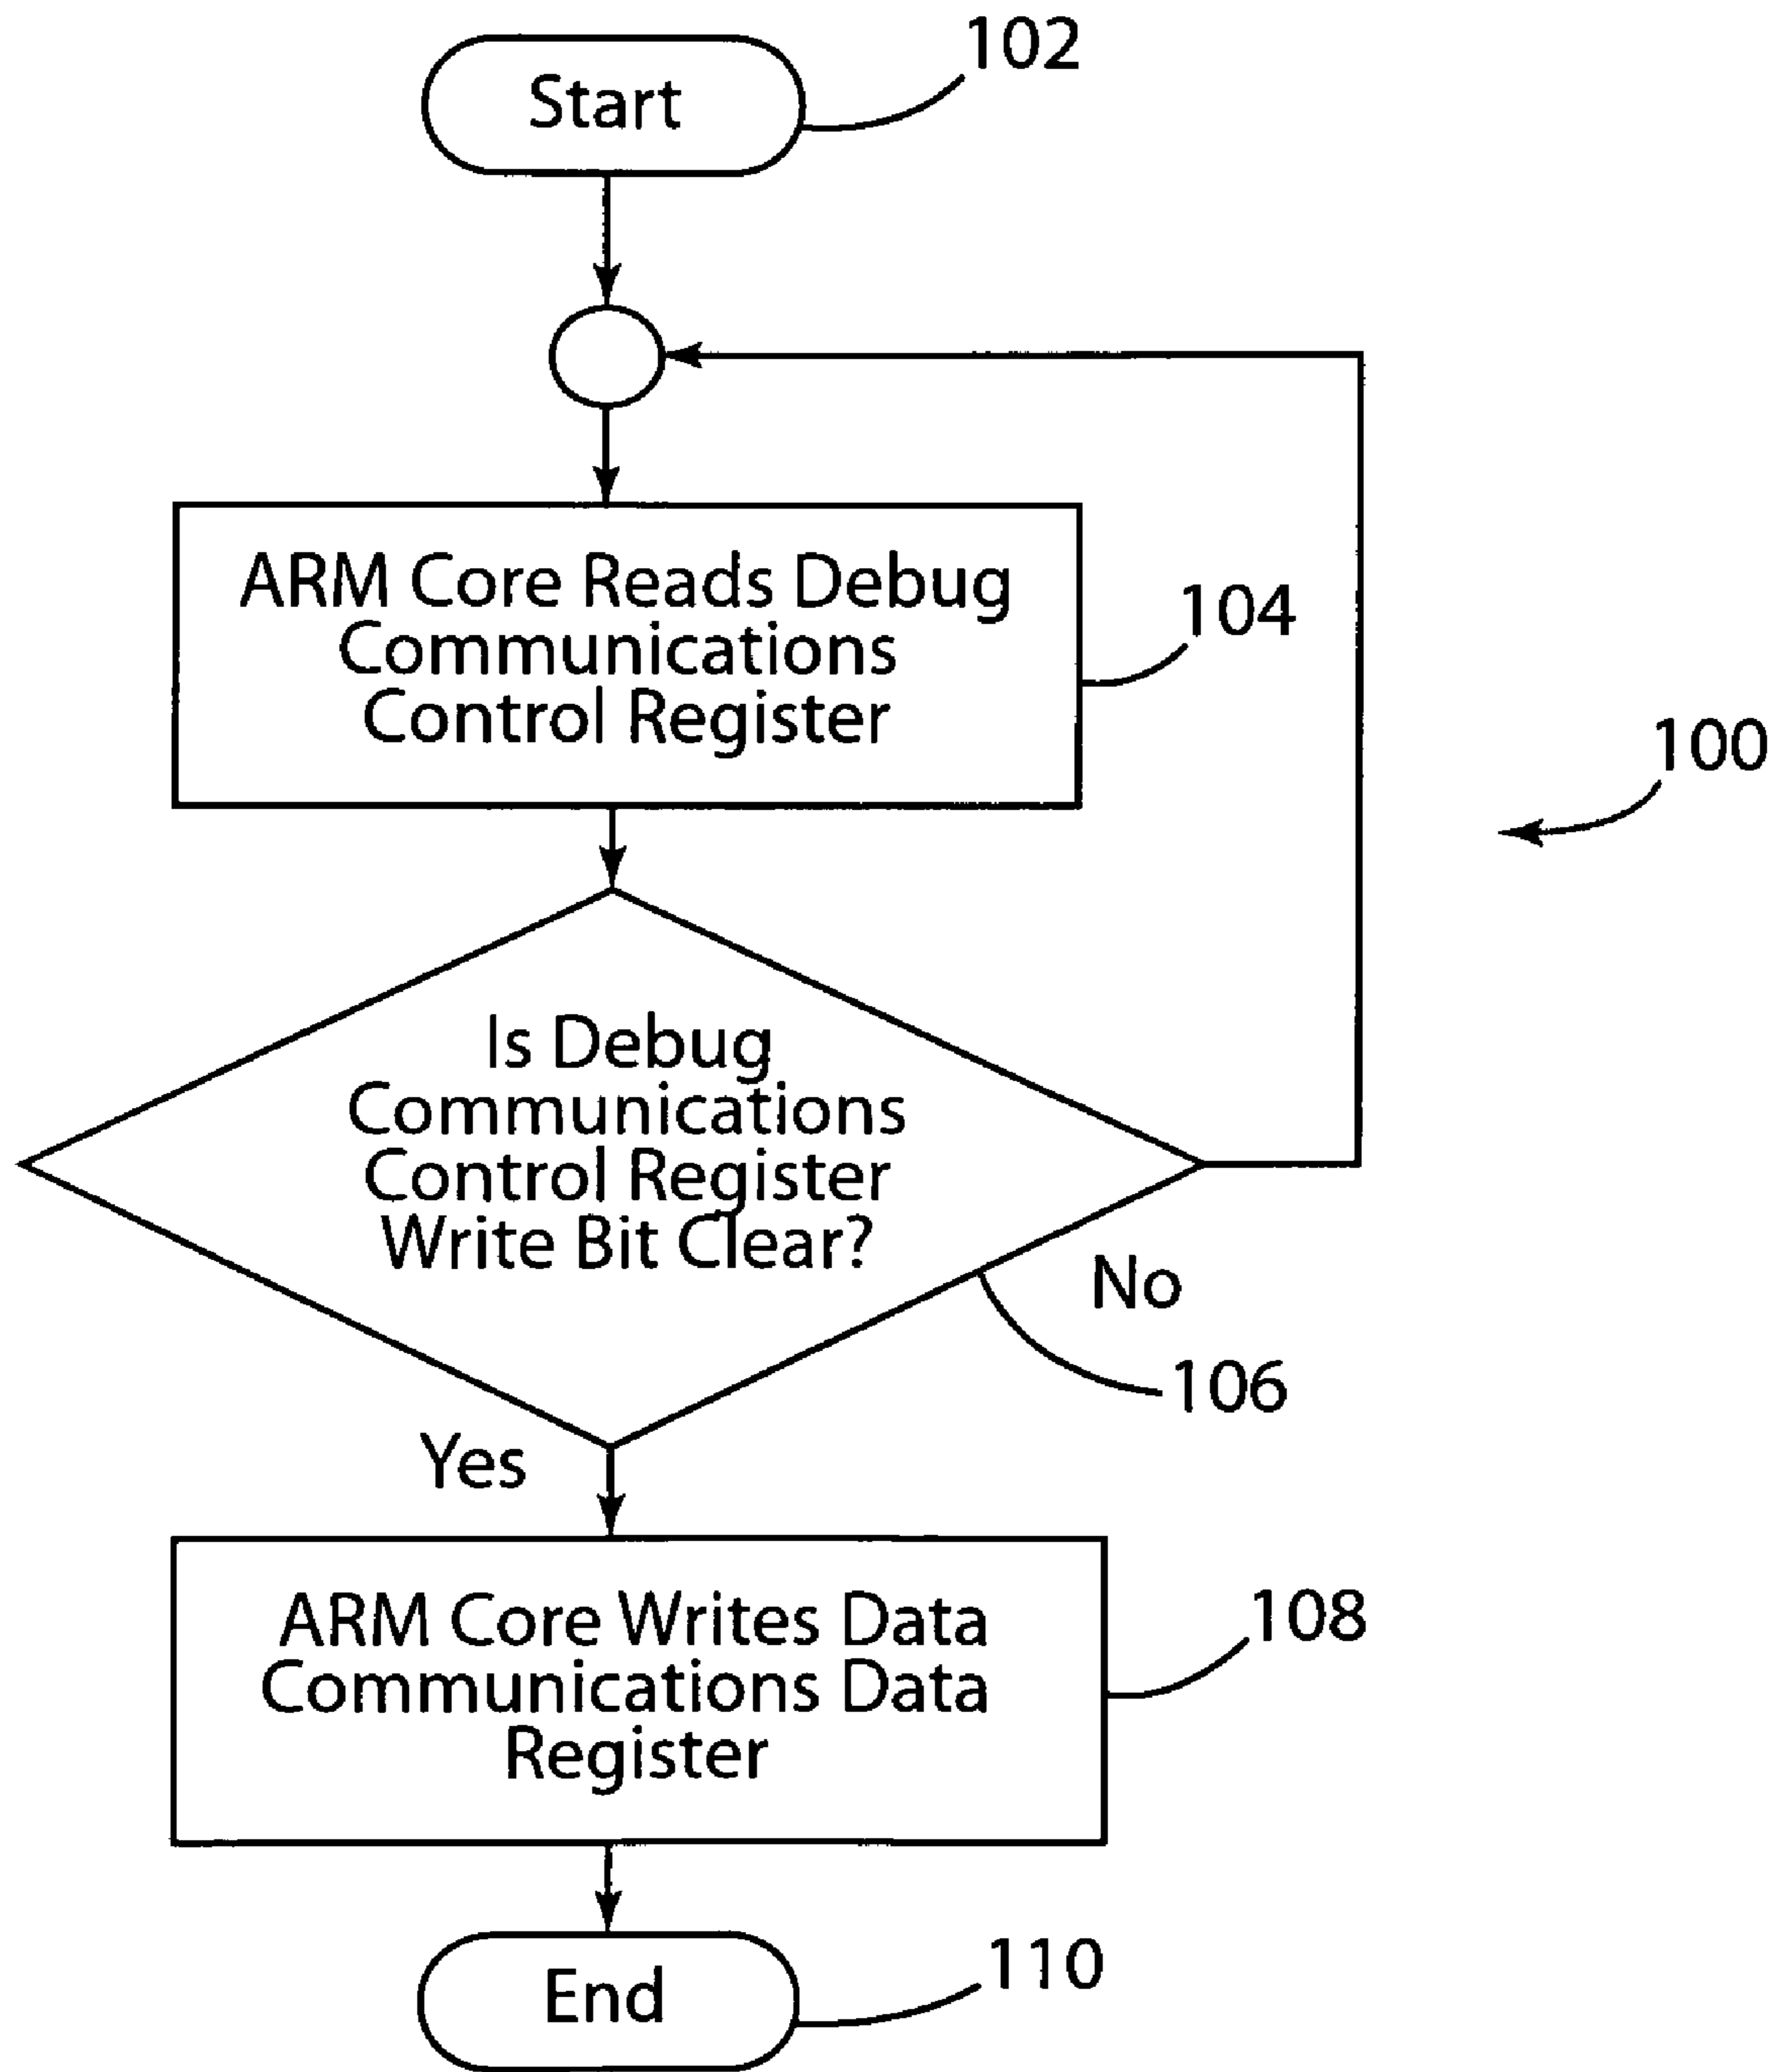 102
Start
ARM Core Reads Debug
Communications
Control Register
104
100
Is Debug
Communications
Control Register
Write Bit Clear?
No
106
Yes
ARM Core Writes Data
Communications Data
Register
108
End
110